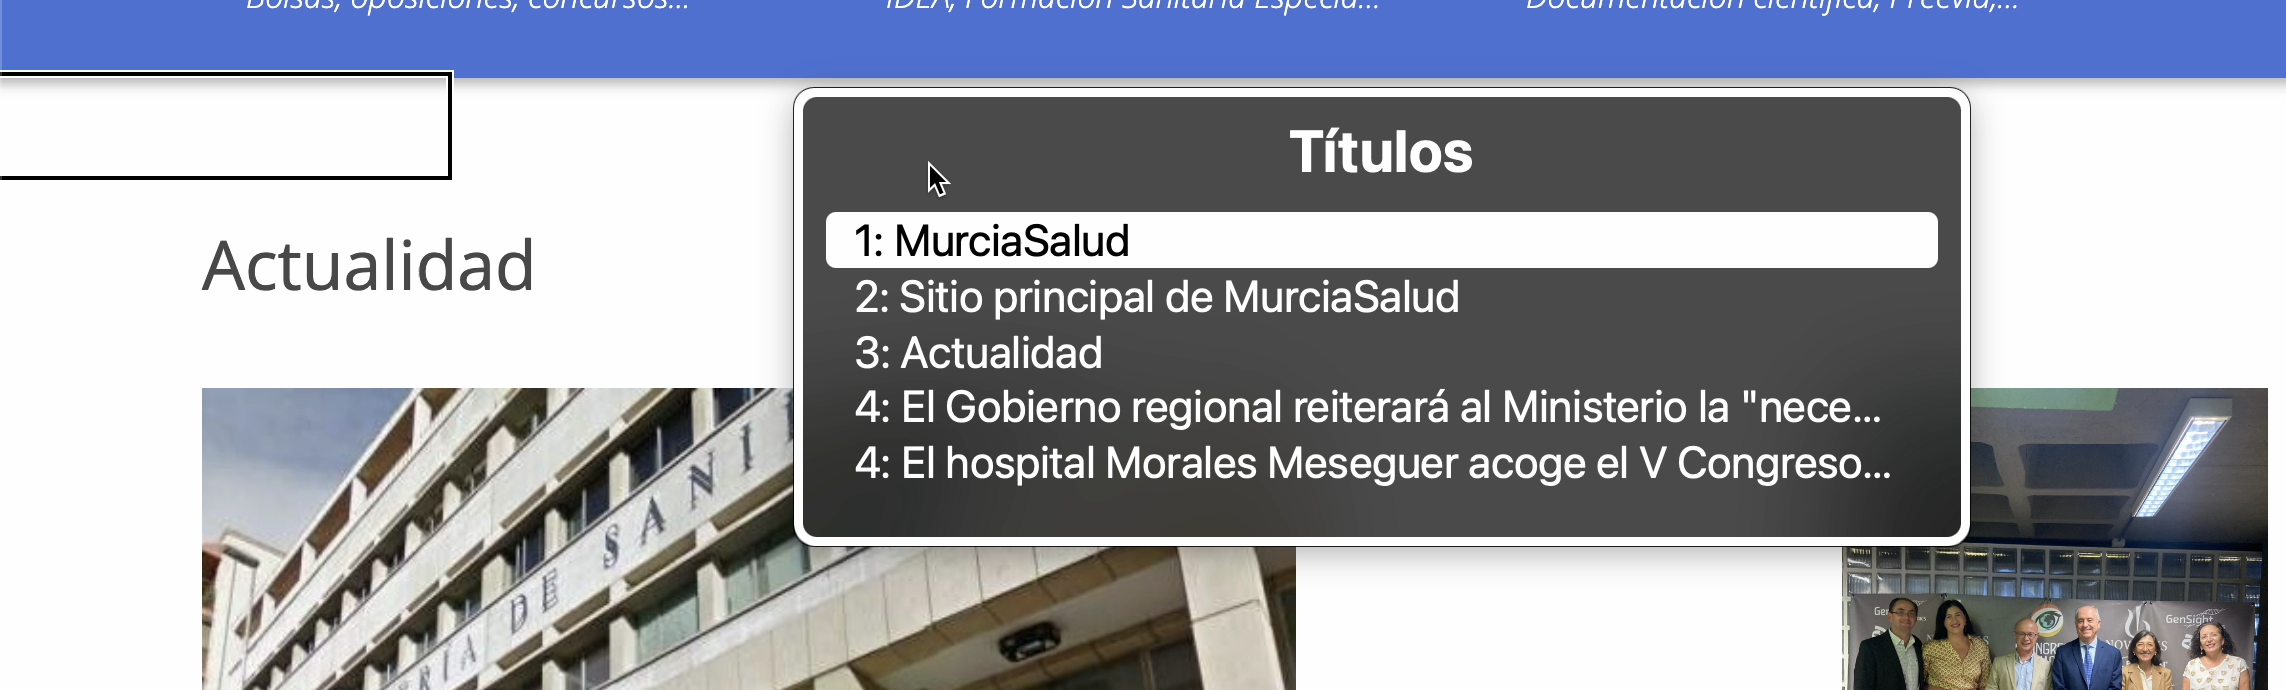 Bolsas, oposiciones, concursos...
IDEA, Formación Sanitaria Especia...
Documentación científica, Preevid,...
Títulos
1: MurciaSalud
2: Sitio principal de MurciaSalud
3: Actualidad
4: El Gobierno regional reiterará al Ministerio la "nece...
4: El hospital Morales Meseguer acoge el V Congreso...
Actualidad
RIA DE SANI
GenSight